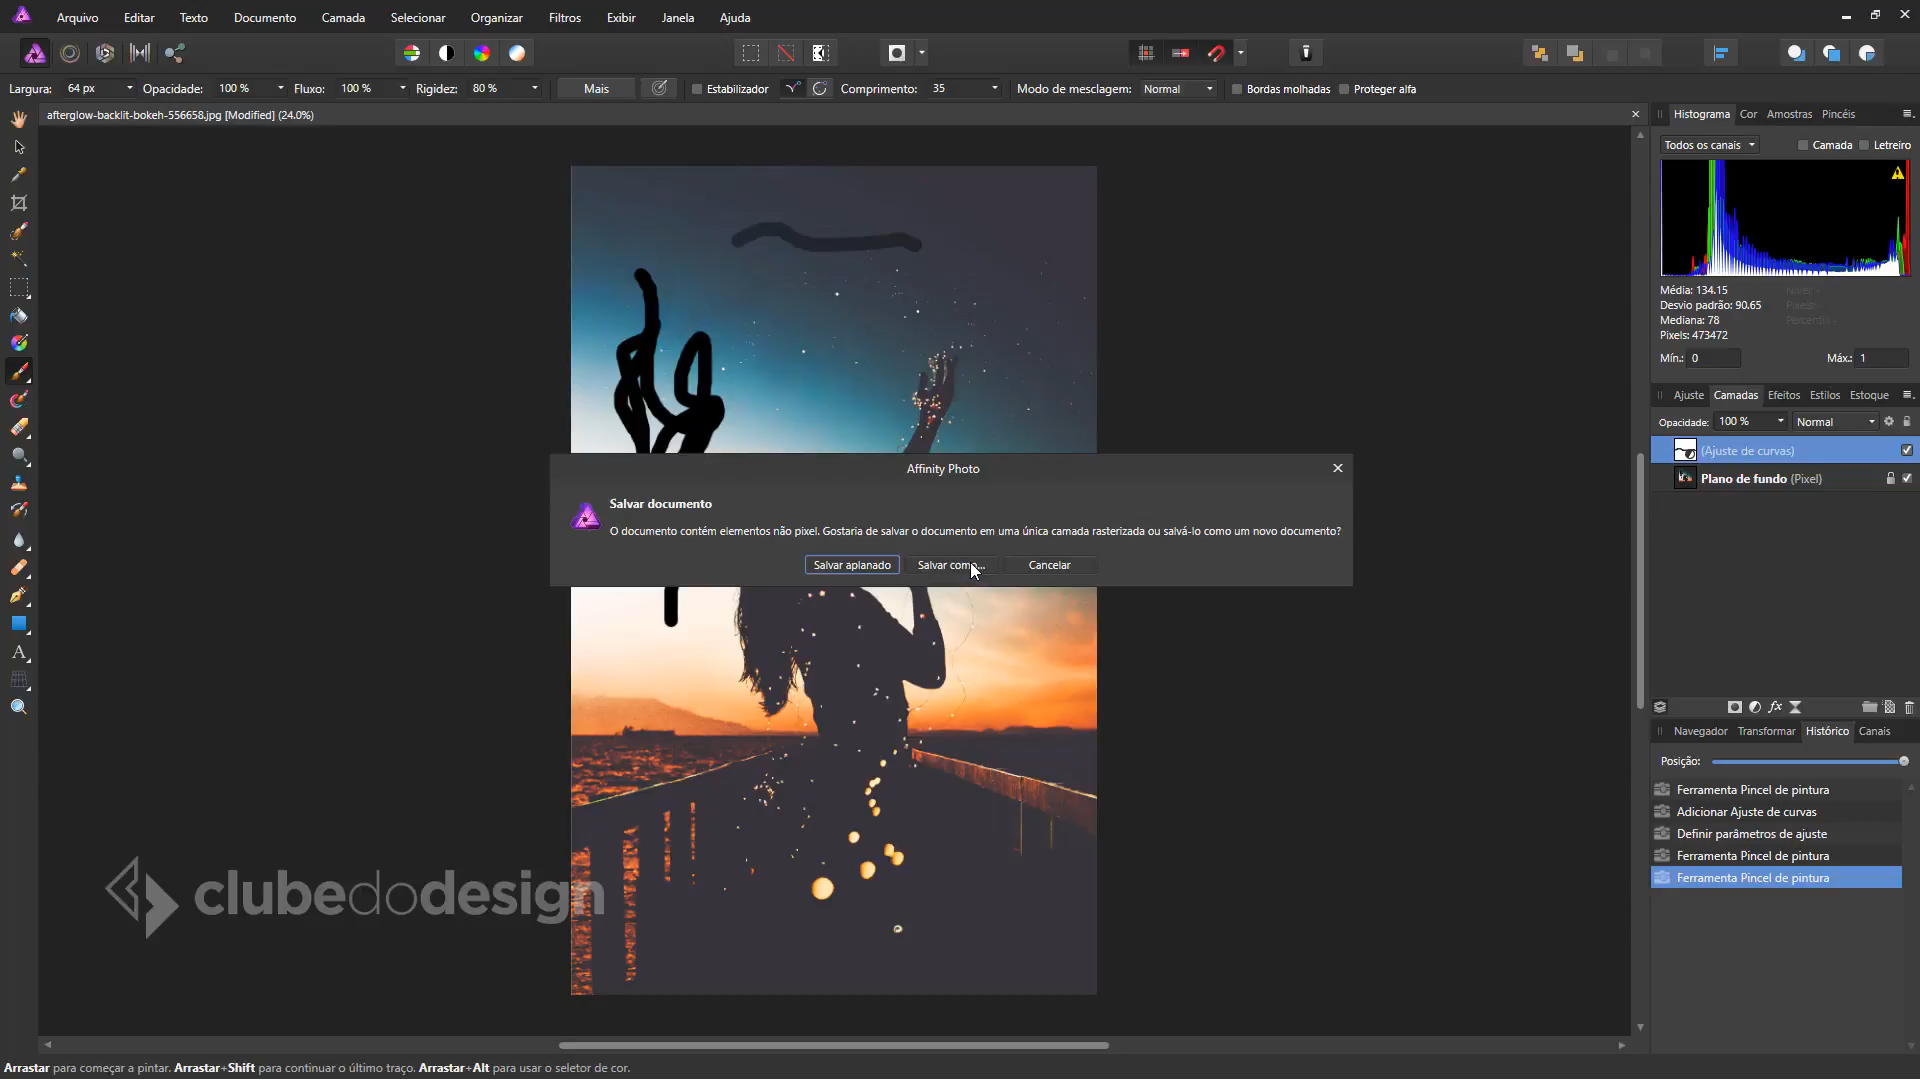 Arquivo Editar Texto Documento Camada Selecionar Organizar Filtros Exibir Janela Ajuda
Largura: 64 px Opacidade: 100 % Fluxo: 100 % Rigidez: 80 % Mais Estabilizador Comprimento: 35 Modo de mesclagem: Normal Bordas molhadas Proteger alfa
afterglow-backlit-bokeh-556658.jpg [Modified] (24.0%)
Histograma Cor Amostras Pincéis
Todos os canais Camada Letreiro
Média: 134.15
Desvio padrão: 90.65
Mediana: 78
Pixels: 473472
Mín.: 0 Máx.: 1
Ajuste Camadas Efeitos Estilos Estoque
Opacidade: 100 % Normal
(Ajuste de curvas)
Plano de fundo (Pixel)
Affinity Photo
Salvar documento
O documento contém elementos não pixel. Gostaria de salvar o documento em uma única camada rasterizada ou salvá-lo como um novo documento?
Salvar aplanado Salvar como... Cancelar
Navegador Transformar Histórico Canais
Posição:
Ferramenta Pincel de pintura
Adicionar Ajuste de curvas
Definir parâmetros de ajuste
Ferramenta Pincel de pintura
Ferramenta Pincel de pintura
clubedodesign
Arrastar para começar a pintar. Arrastar+Shift para continuar o último traço. Arrastar+Alt para usar o seletor de cor.